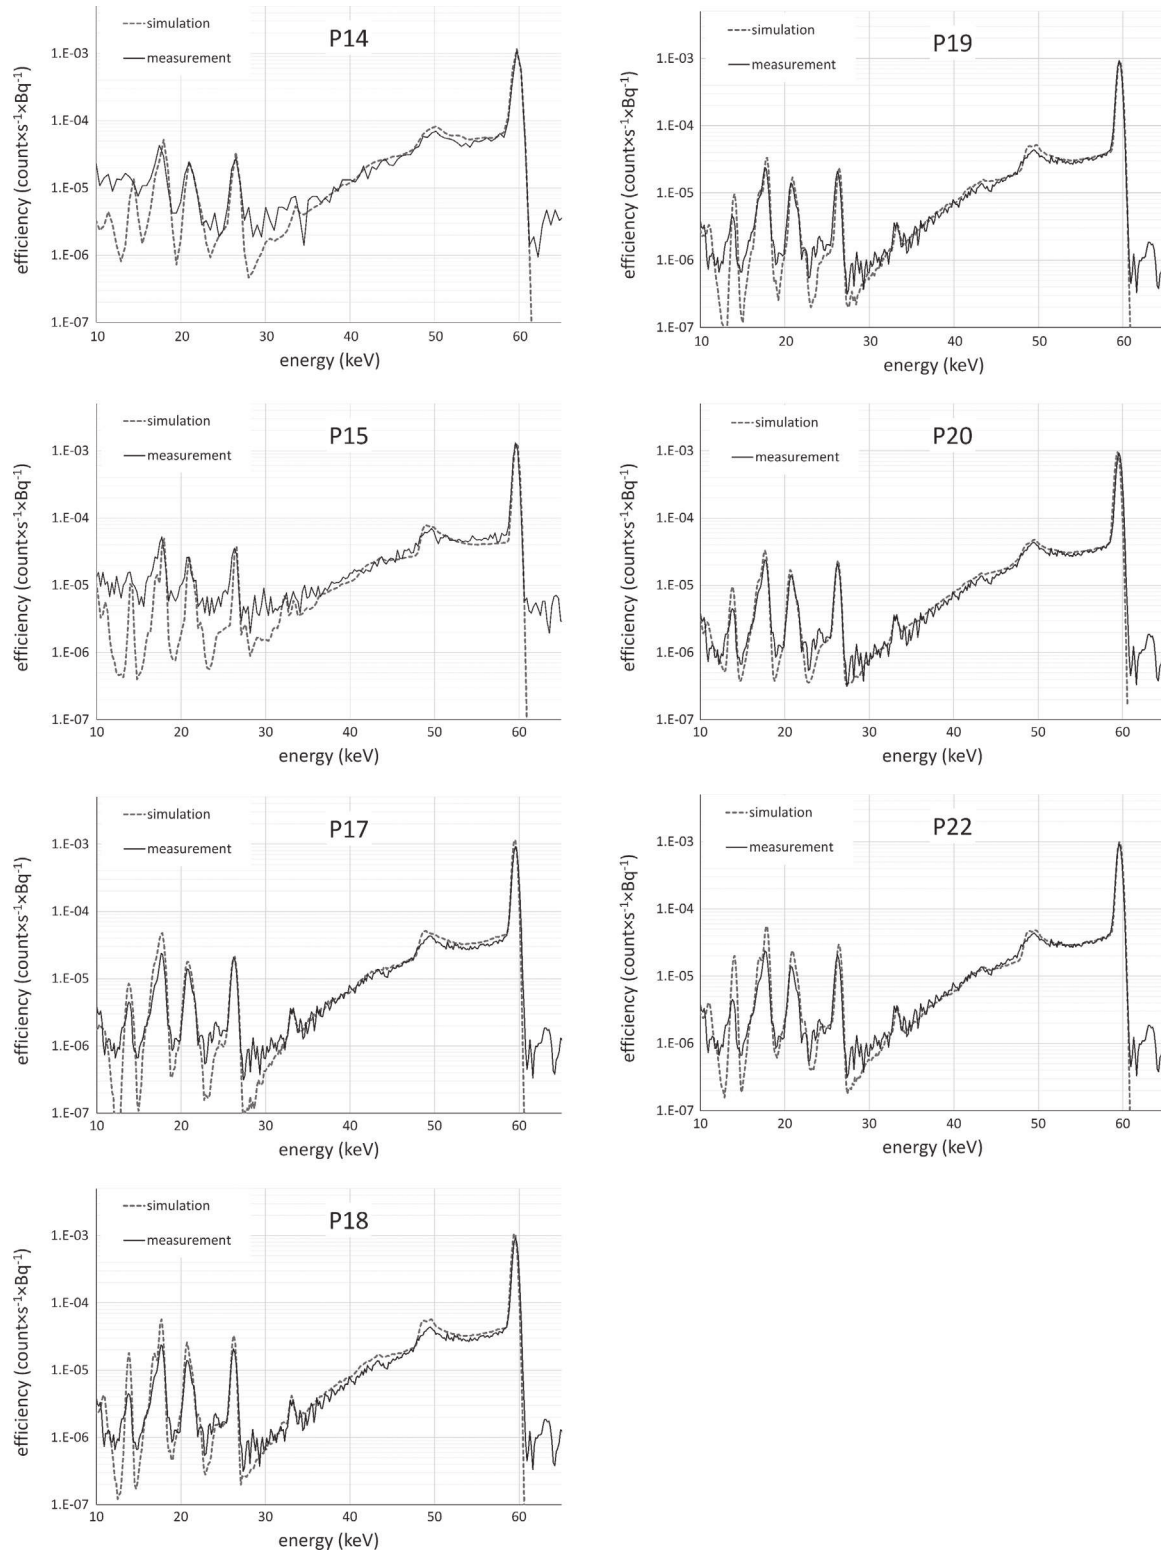 simulation
measurement
P14
efficiency (count×s⁻¹×Bq⁻¹)
1.E-03
1.E-04
1.E-05
1.E-06
1.E-07
10 20 30 40 50 60
energy (keV)
simulation
measurement
P19
efficiency (count×s⁻¹×Bq⁻¹)
1.E-03
1.E-04
1.E-05
1.E-06
1.E-07
10 20 30 40 50 60
energy (keV)
simulation
measurement
P15
efficiency (count×s⁻¹×Bq⁻¹)
1.E-03
1.E-04
1.E-05
1.E-06
1.E-07
10 20 30 40 50 60
energy (keV)
simulation
measurement
P20
efficiency (count×s⁻¹×Bq⁻¹)
1.E-03
1.E-04
1.E-05
1.E-06
1.E-07
10 20 30 40 50 60
energy (keV)
simulation
measurement
P17
efficiency (count×s⁻¹×Bq⁻¹)
1.E-03
1.E-04
1.E-05
1.E-06
1.E-07
10 20 30 40 50 60
energy (keV)
simulation
measurement
P22
efficiency (count×s⁻¹×Bq⁻¹)
1.E-03
1.E-04
1.E-05
1.E-06
1.E-07
10 20 30 40 50 60
energy (keV)
simulation
measurement
P18
efficiency (count×s⁻¹×Bq⁻¹)
1.E-03
1.E-04
1.E-05
1.E-06
1.E-07
10 20 30 40 50 60
energy (keV)